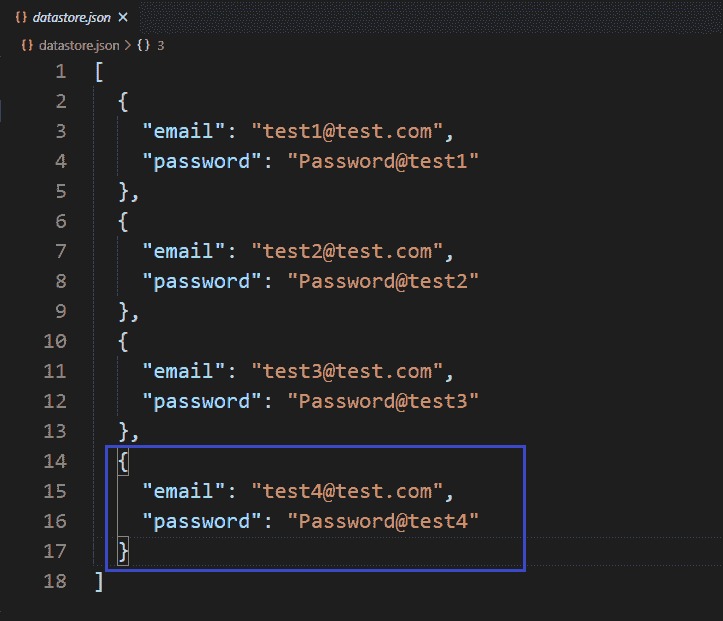 {} datastore.json ×
{} datastore.json > {} 3
1 [
2 {
3 "email": "test1@test.com",
4 "password": "Password@test1"
5 },
6 {
7 "email": "test2@test.com",
8 "password": "Password@test2"
9 },
10 {
11 "email": "test3@test.com",
12 "password": "Password@test3"
13 },
14 {
15 "email": "test4@test.com",
16 "password": "Password@test4"
17 }
18 ]